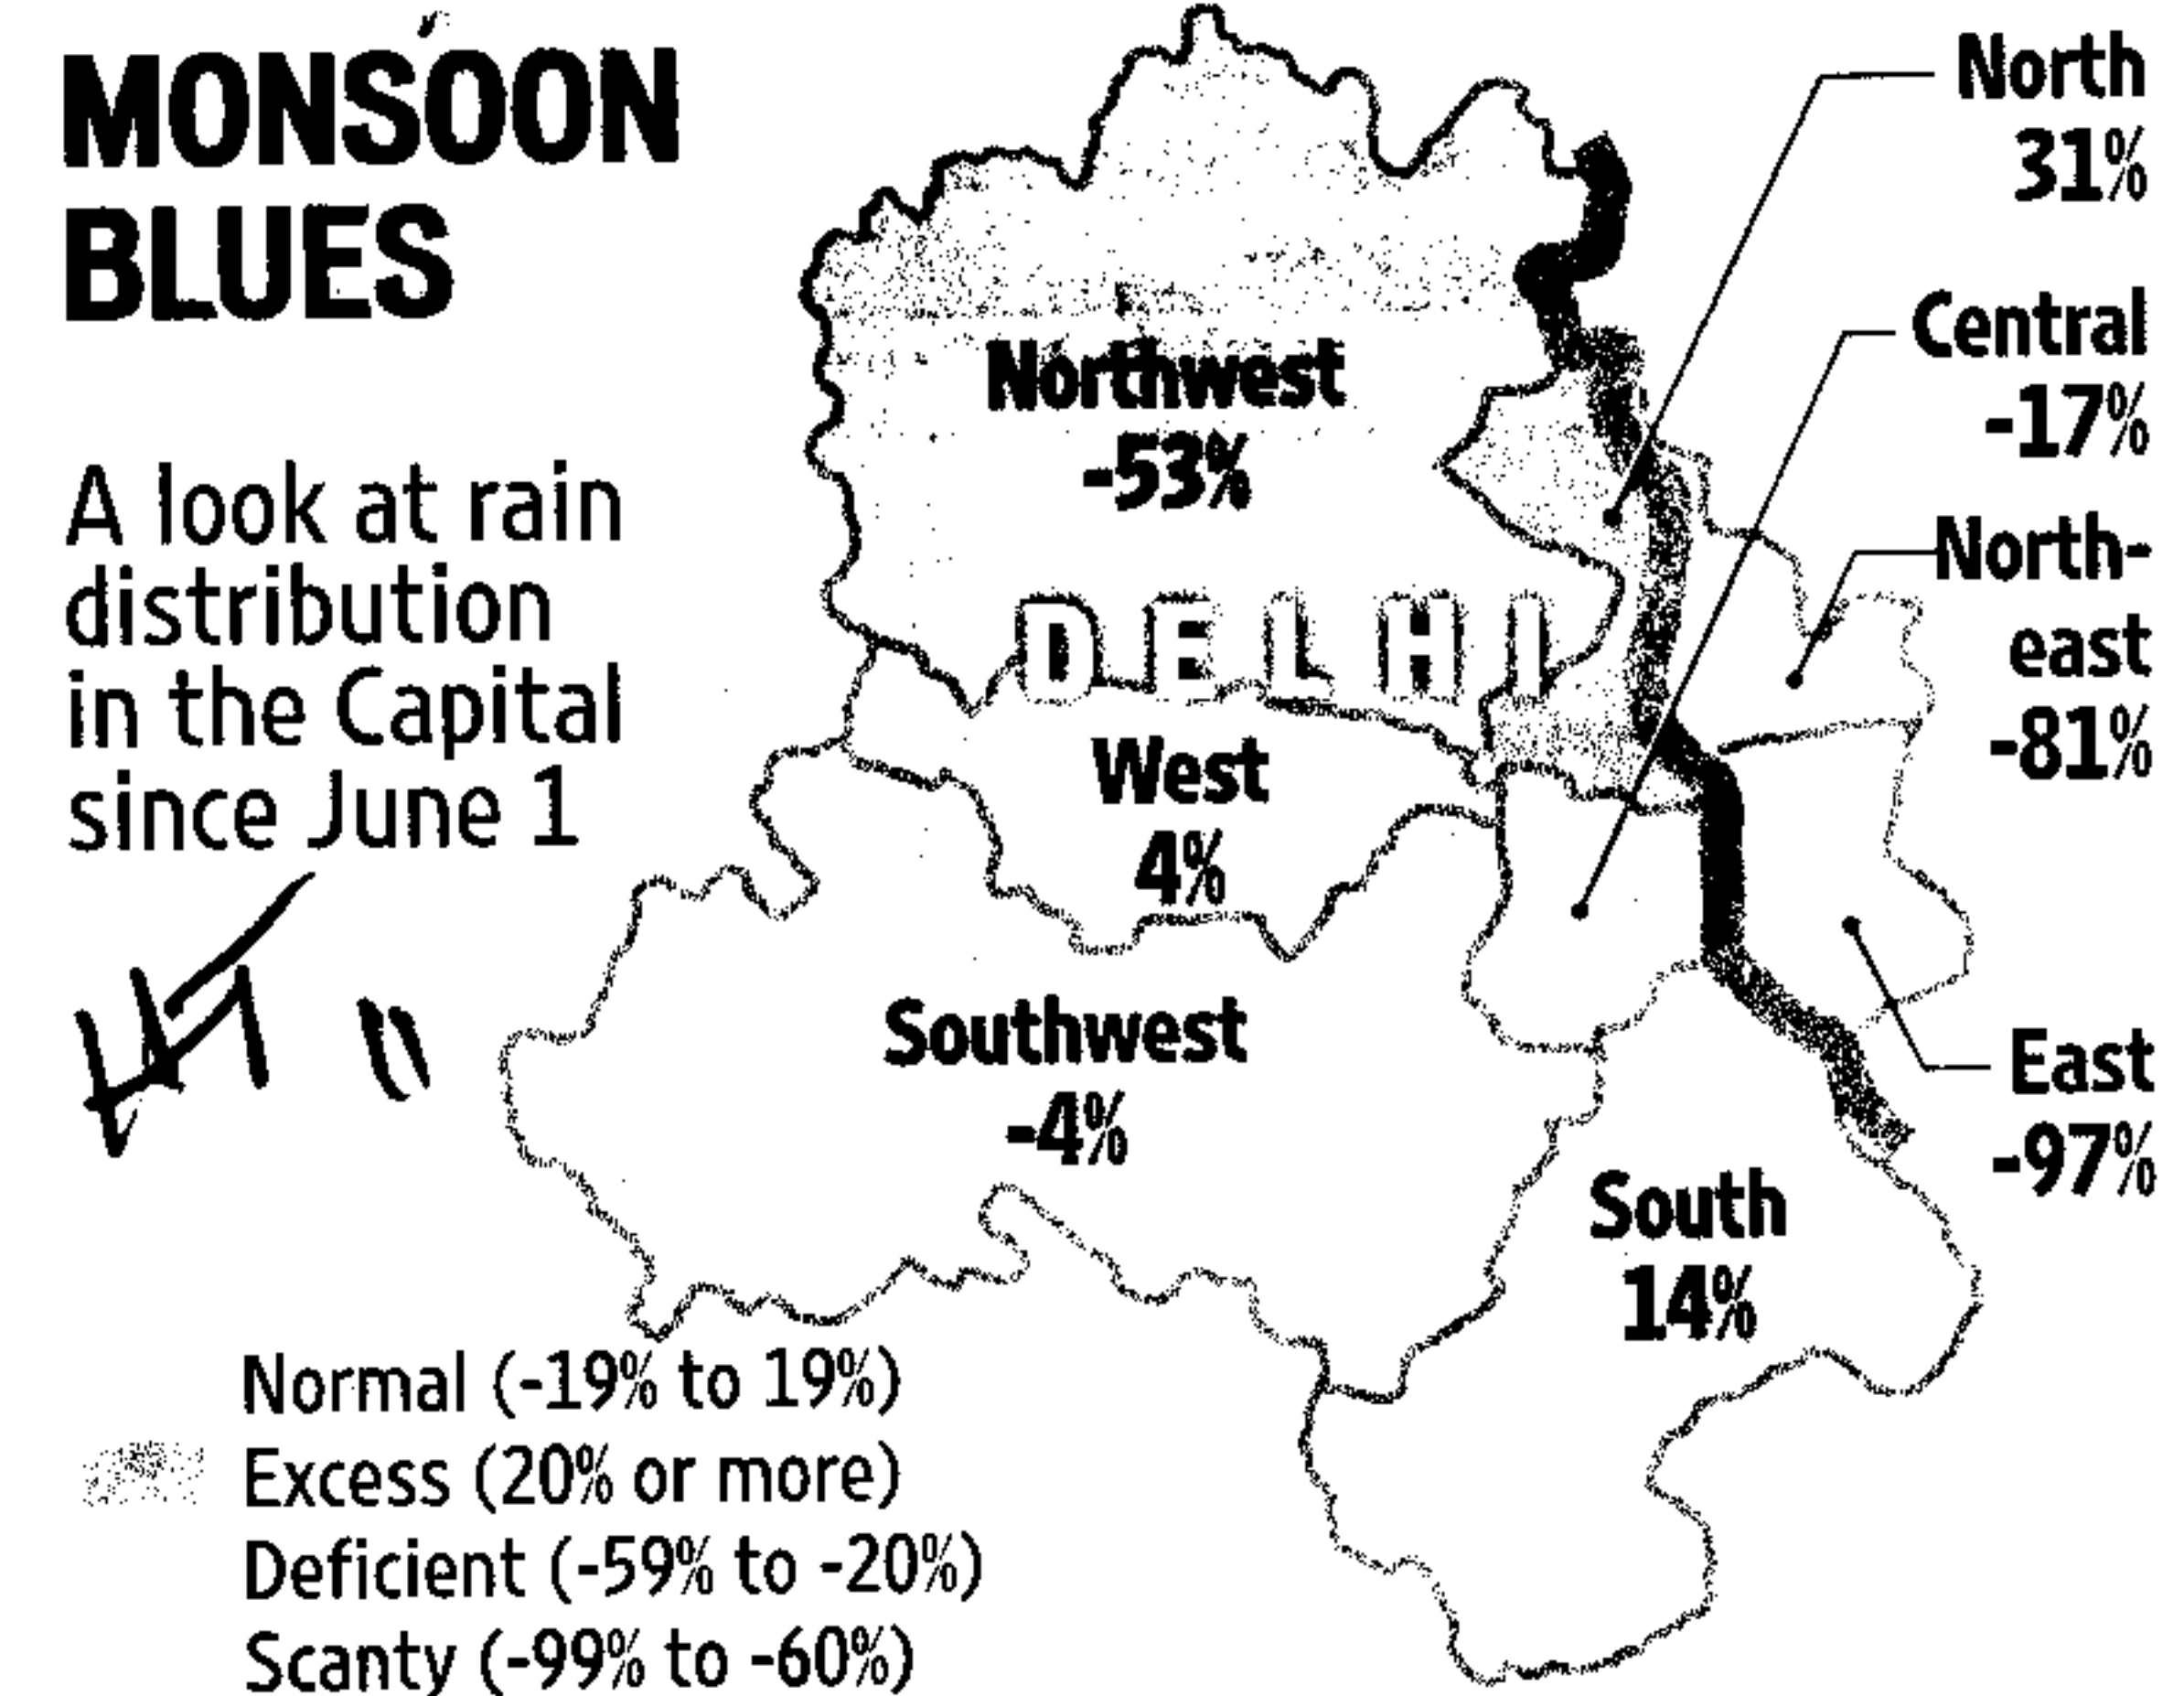 MONSOON
BLUES
A look at rain
distribution
in the Capital
since June 1
North
31%
Central
-17%
North-
east
-81%
Northwest
-53%
DELHI
West
4%
Southwest
-4%
East
-97%
South
14%
Normal (-19% to 19%)
Excess (20% or more)
Deficient (-59% to -20%)
Scanty (-99% to -60%)